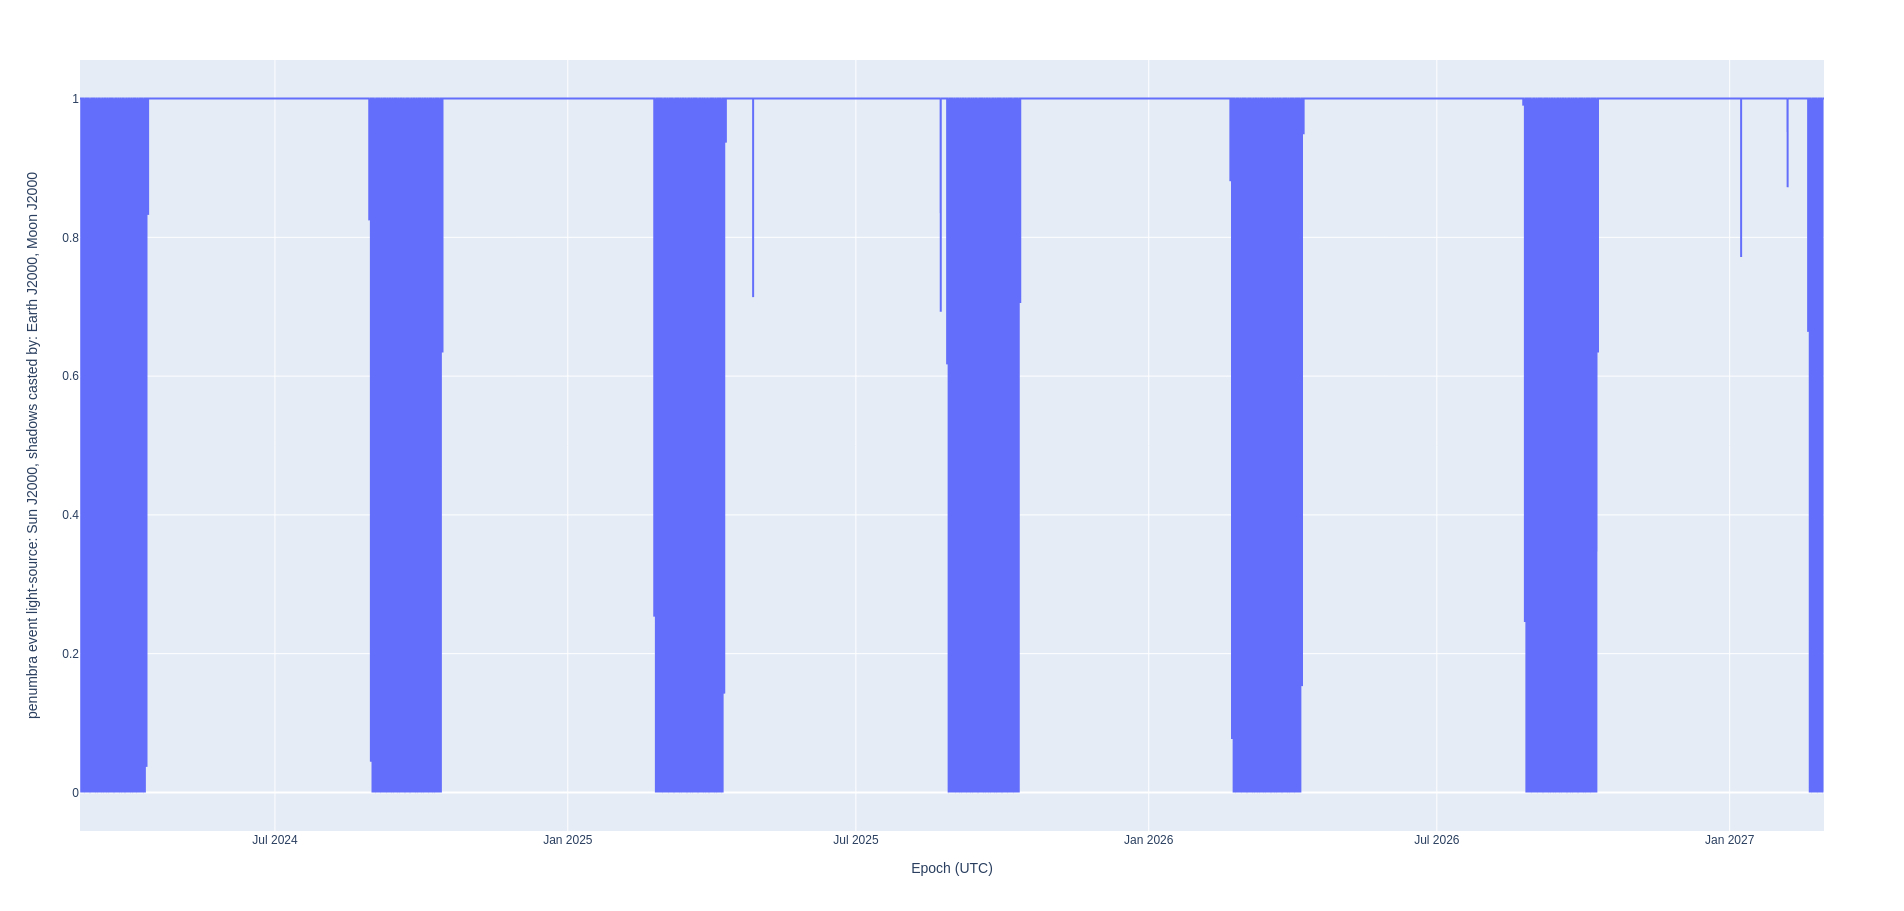 penumbra event light-source: Sun J2000, shadows casted by: Earth J2000, Moon J2000
1
0.8
0.6
0.4
0.2
0
Jul 2024
Jan 2025
Jul 2025
Jan 2026
Jul 2026
Jan 2027
Epoch (UTC)